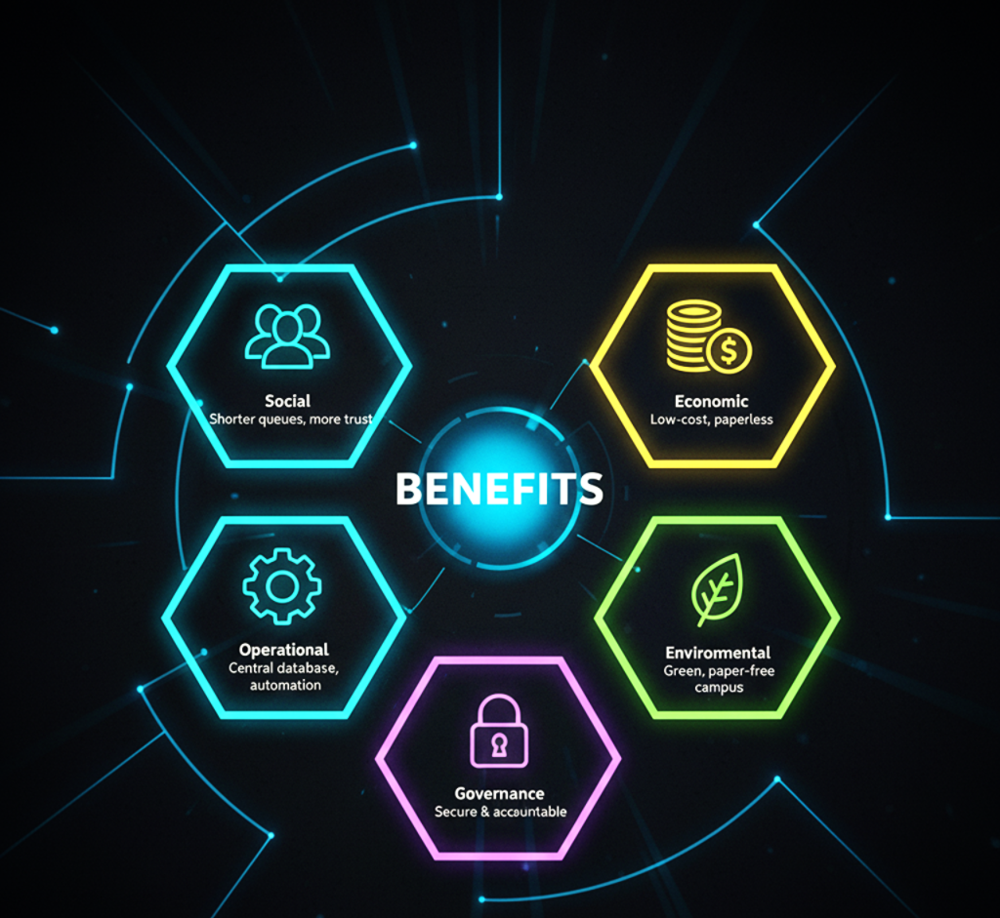 Social
Shorter queues, more trust
Economic
Low-cost, paperless
BENEFITS
Operational
Central database,
automation
Enviromental
Green, paper-free
campus
Governance
Secure & accountable